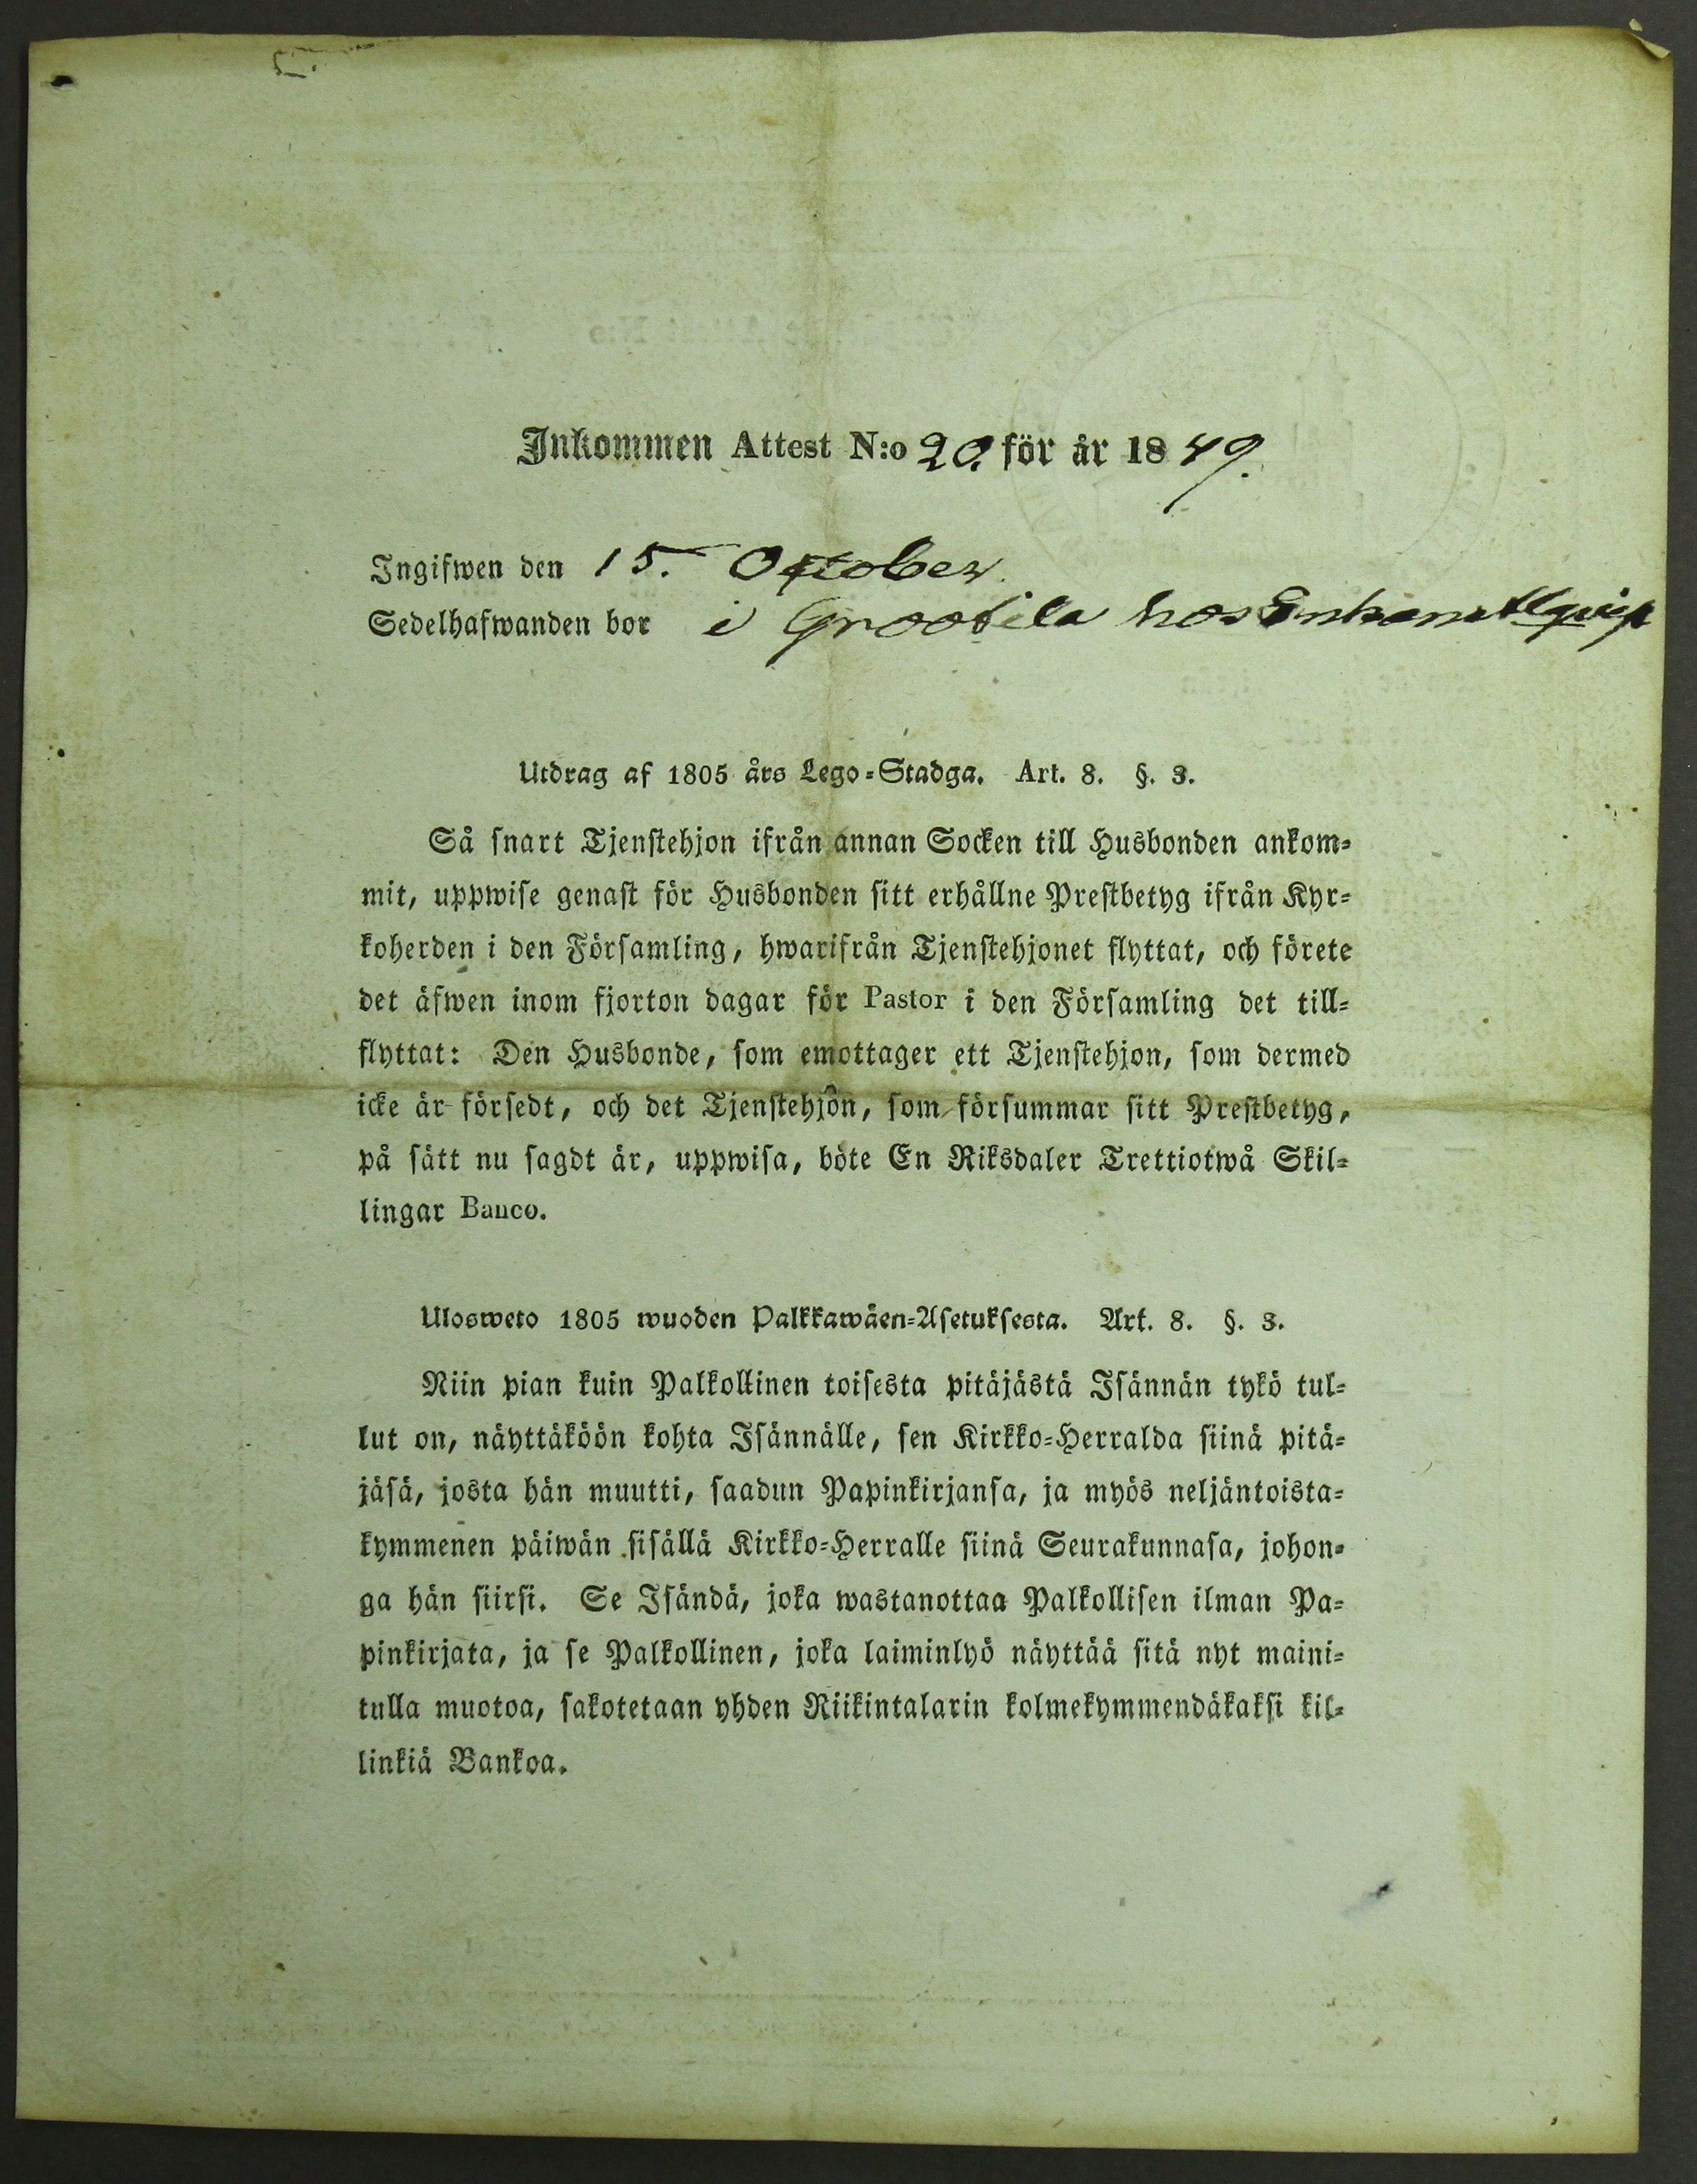 Inkommen Attest N:o 20. för år 1849.
Ingifwen den 15. October.
Sedelhafwanden bor i Grootila hos Enkan
Utdrag af 1805 års Lego=Stadga. Art. 8. §. 3.
Så snart Tjenstehjon ifrån annan Socken till Husbonden ankom=
mit, uppwise genast för Husbonden sitt erhållne Prestbetyg ifrån Kyr=
koherden i den Församling, hwarifrån Tjenstehjonet flyttat, och förete
det äfwen inom fjorton dagar för Pastor i den Församling det till=
flyttat: Den Husbonde, som emottager ett Tjenstehjon, som dermed
icke är försedt, och det Tjenstehjon, som försummar sitt Prestbetyg,
på sätt nu sagdt är, uppwisa, böte En Riksdaler Trettiotwå Skil=
lingar Banco.
Ulosweto 1805 wuoden Palkkawäen=Asetuksesta. Art. 8. §. 3.
Niin pian kuin Palkollinen toisesta pitäjästä Isännän tykö tul=
lut on, näyttäköön kohta Isännälle, sen Kirkko=Herralda siinä pitä=
jäsä, josta hän muutti, saadun Papinkirjansa, ja myös neljäntoista=
kymmenen päiwän sisällä Kirkko=Herralle siinä Seurakunnasa, johon=
ga hän siirsi. Se Isändä, joka wastanottaa Palkollisen ilman Pa=
pinkirjata, ja se Palkollinen, joka laiminlyö näyttää sitä nyt maini=
tulla muotoa, sakotetaan yhden Riikintalarin kolmekymmendäkaksi kil=
linkiä Bankoa.